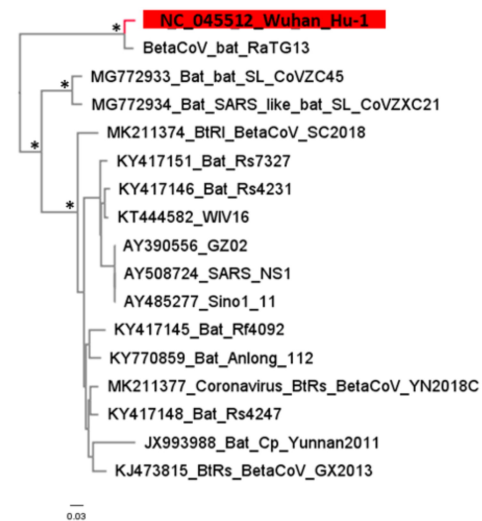 * NC_045512_Wuhan_Hu-1
BetaCoV_bat_RaTG13
* MG772933_Bat_bat_SL_CoVZC45
MG772934_Bat_SARS_like_bat_SL_CoVZXC21
MK211374_BtRl_BetaCoV_SC2018
* KY417151_Bat_Rs7327
KY417146_Bat_Rs4231
* KT444582_WIV16
AY390556_GZ02
AY508724_SARS_NS1
AY485277_Sino1_11
KY417145_Bat_Rf4092
KY770859_Bat_Anlong_112
MK211377_Coronavirus_BtRs_BetaCoV_YN2018C
KY417148_Bat_Rs4247
JX993988_Bat_Cp_Yunnan2011
KJ473815_BtRs_BetaCoV_GX2013
0.03